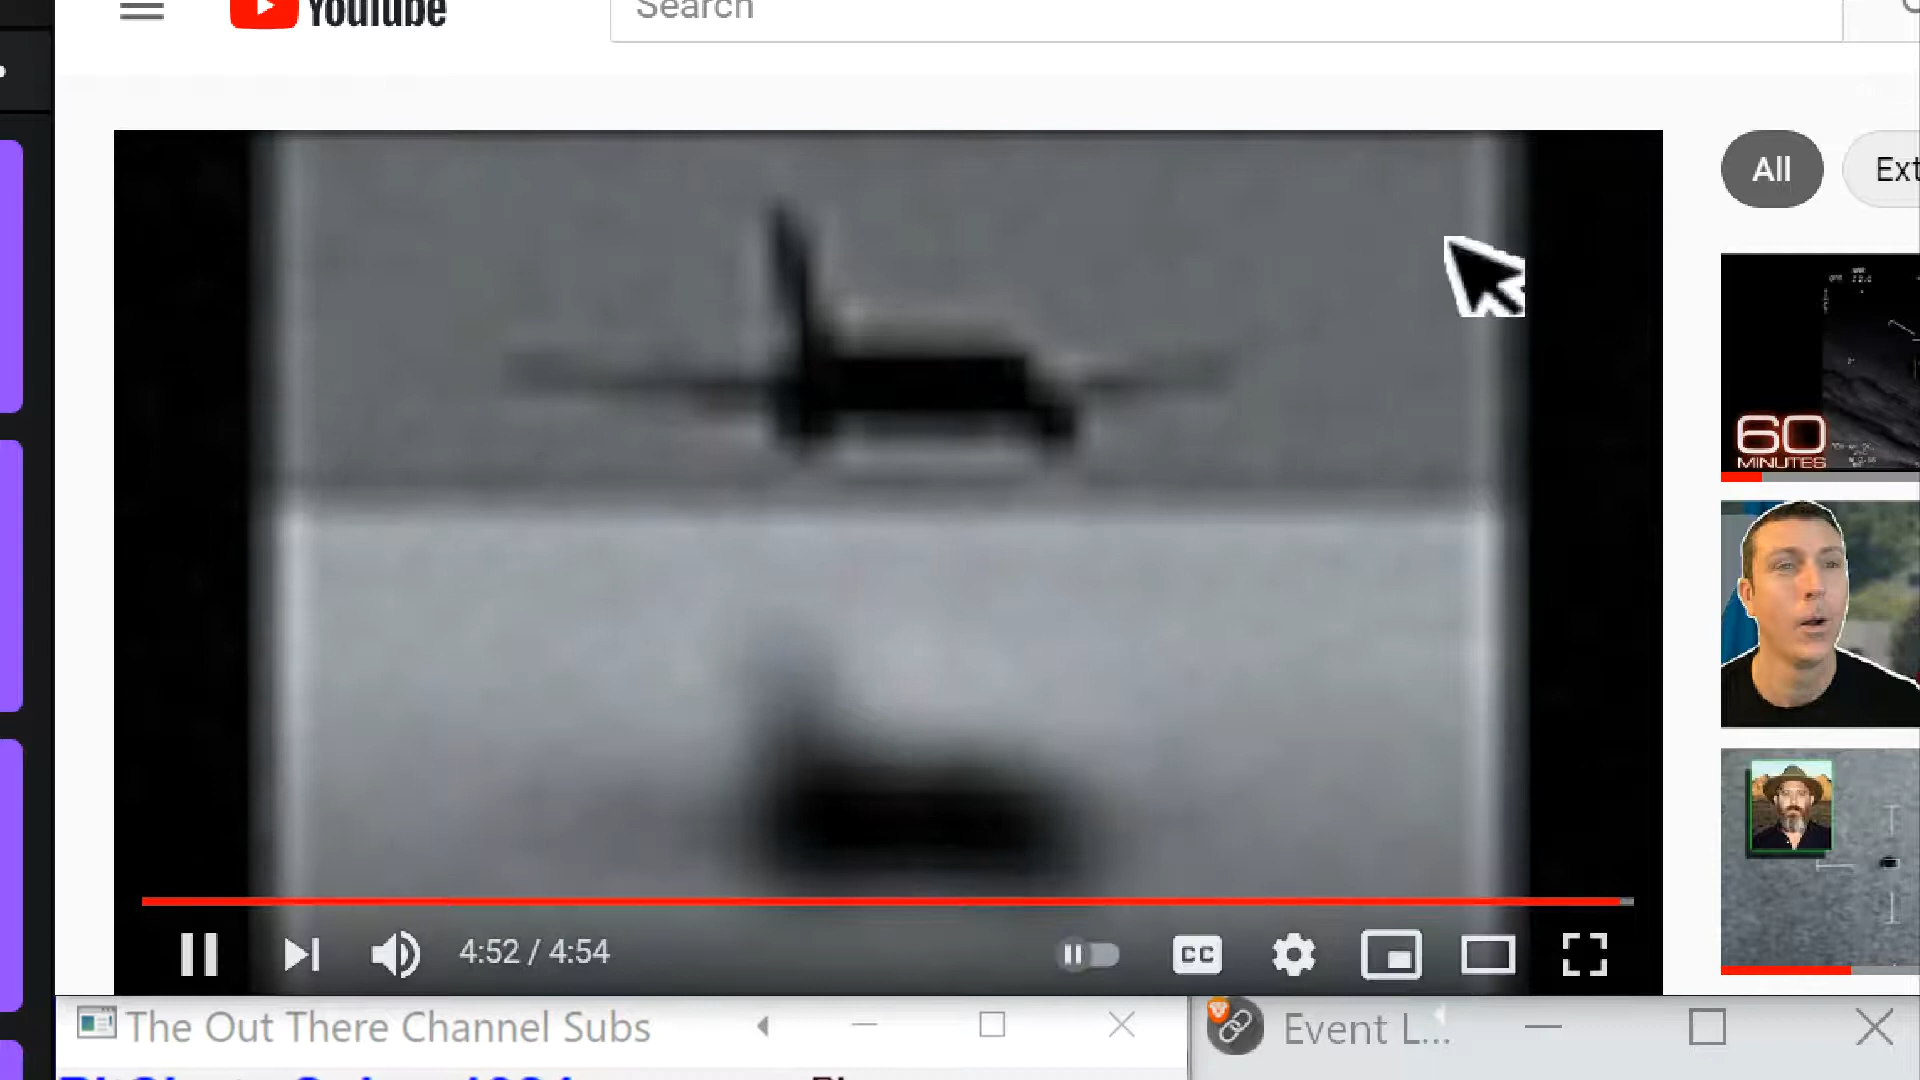 YouTube
Search
All
Ext
60
MINUTES
4:52 / 4:54
CC
The Out There Channel Subs
Event L...